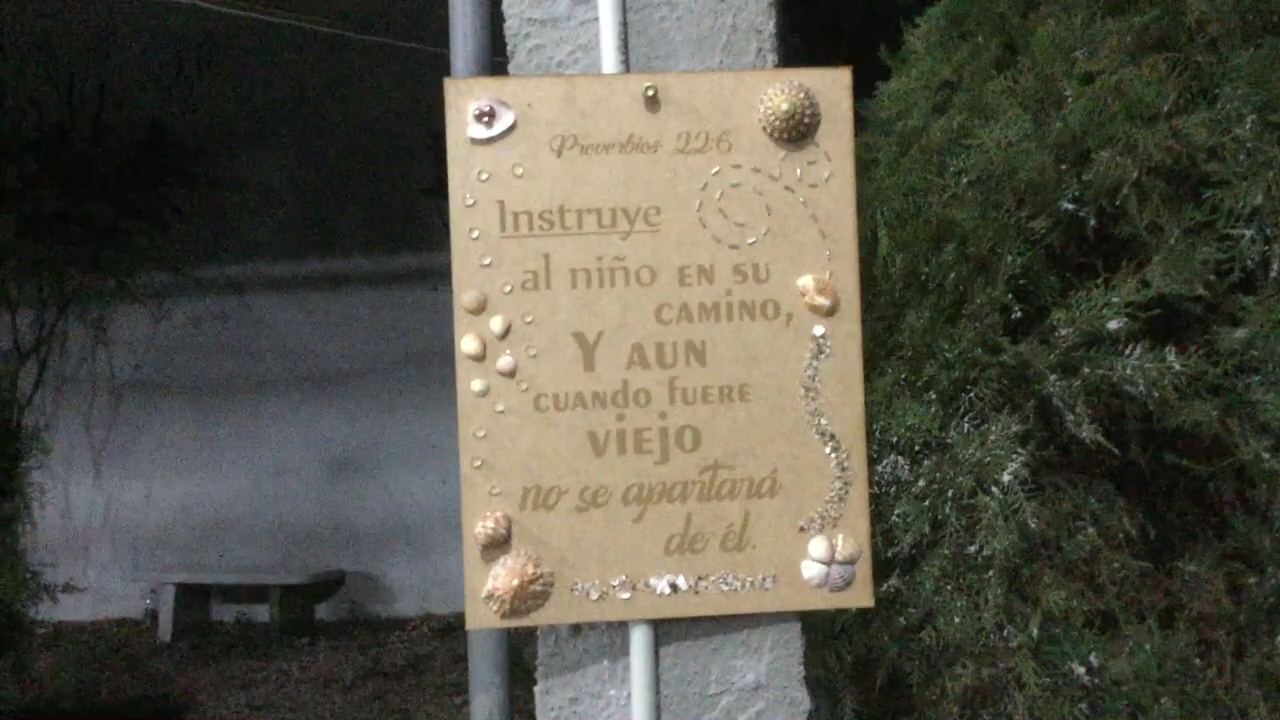 Proverbios 22:6
Instruye
al niño EN SU
CAMINO,
Y AUN
CUANDO FUERE
VIEJO
no se apartará
de él.